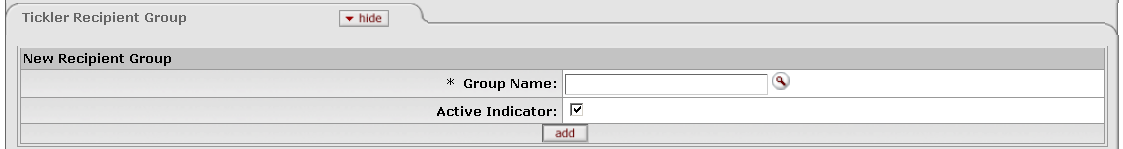 Tickler Recipient Group hide
New Recipient Group
* Group Name:
Active Indicator:
add